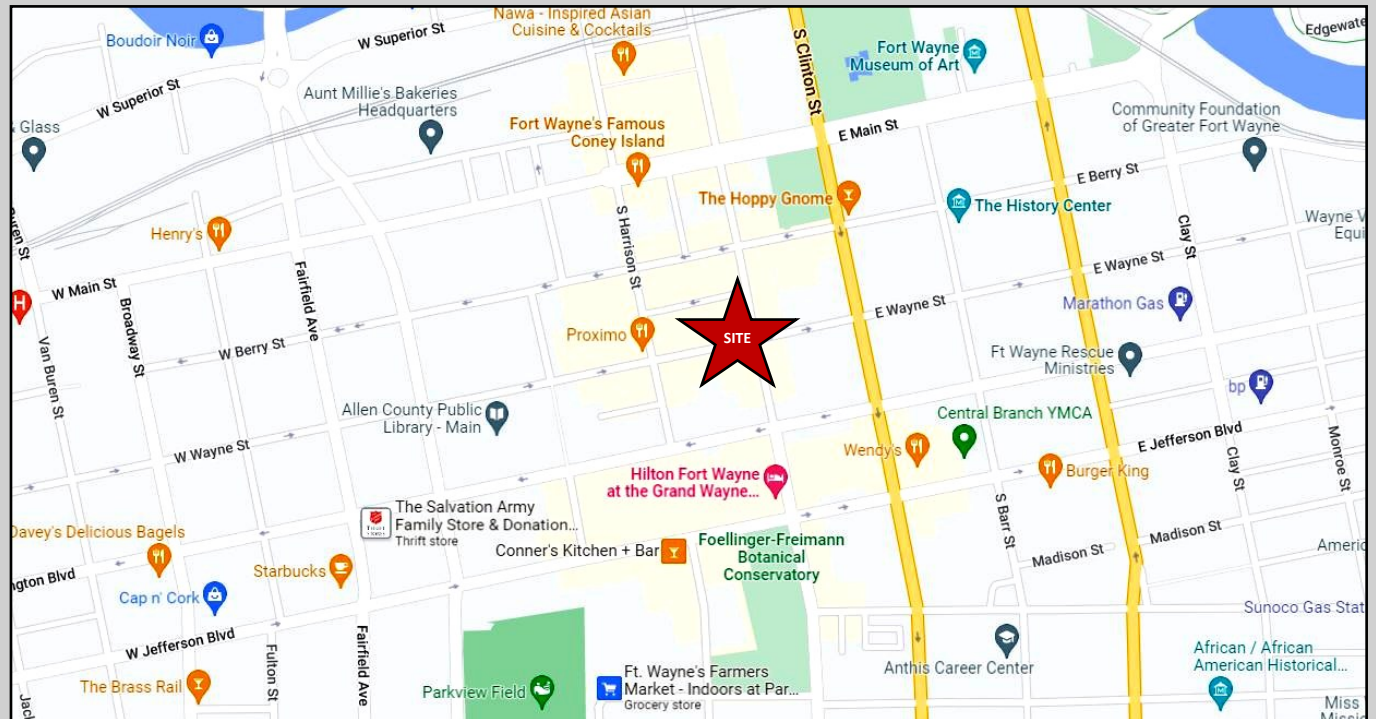 Nawa - Inspired Asian
Cuisine & Cocktails
Boudoir Noir
W Superior St
S Clinton St
Fort Wayne
Museum of Art
Edgewate
W Superior St
Aunt Millie's Bakeries
Headquarters
Community Foundation
of Greater Fort Wayne
& Glass
Fort Wayne's Famous
Coney Island
E Main St
E Berry St
The Hoppy Gnome
The History Center
S Harrison St
Clay St
Wayne V
Equi
Henry's
uren St
W Main St
Fairfield Ave
E Wayne St
H
Broadway St
E Wayne St
Marathon Gas
Proximo
SITE
Van Buren St
W Berry St
Ft Wayne Rescue
Ministries
bp
Allen County Public
Library - Main
Central Branch YMCA
W Wayne St
Wendy's
E Jefferson Blvd
Clay St
Monroe St
Hilton Fort Wayne
at the Grand Wayne...
Burger King
The Salvation Army
Family Store & Donation...
Thrift store
S Barr St
Davey's Delicious Bagels
Conner's Kitchen + Bar
Foellinger-Freimann
Botanical
Conservatory
Madison St
Madison St
Americ
Starbucks
ngton Blvd
Cap n' Cork
Sunoco Gas Stat
W Jefferson Blvd
Fulton St
Fairfield Ave
Anthis Career Center
African / African
American Historical...
The Brass Rail
Parkview Field
Ft. Wayne's Farmers
Market - Indoors at Par...
Grocery store
Jack
Miss